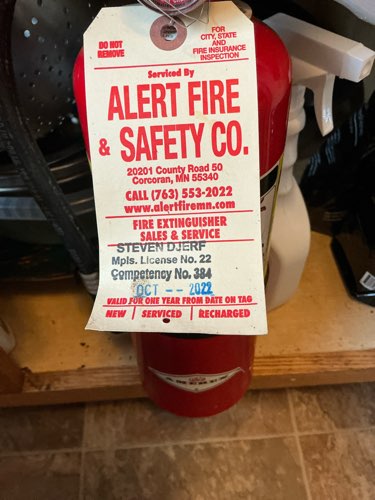 DO NOT
REMOVE
FOR
CITY, STATE
AND
FIRE INSURANCE
INSPECTION
Serviced By
ALERT FIRE
& SAFETY CO.
20201 County Road 50
Corcoran, MN 55340
CALL (763) 553-2022
www.alertfiremn.com
FIRE EXTINGUISHER
SALES & SERVICE
STEVEN DJERF
Mpls. License No. 22
Competency No. 384
OCT -- 2022
VALID FOR ONE YEAR FROM DATE ON TAG
NEW | SERVICED | RECHARGED
AMEREX